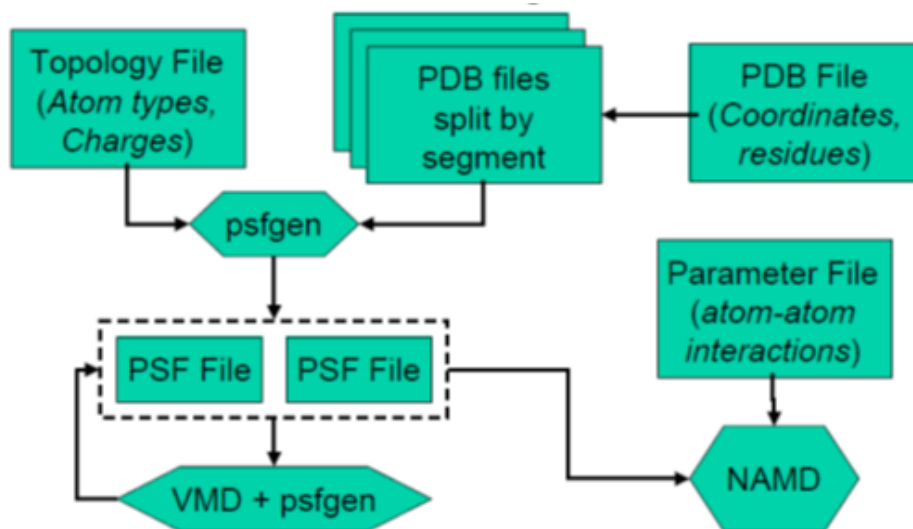 Topology File
(Atom types,
Charges)
PDB files
split by
segment
PDB File
(Coordinates,
residues)
psfgen
Parameter File
(atom-atom
interactions)
PSF File
PSF File
VMD + psfgen
NAMD